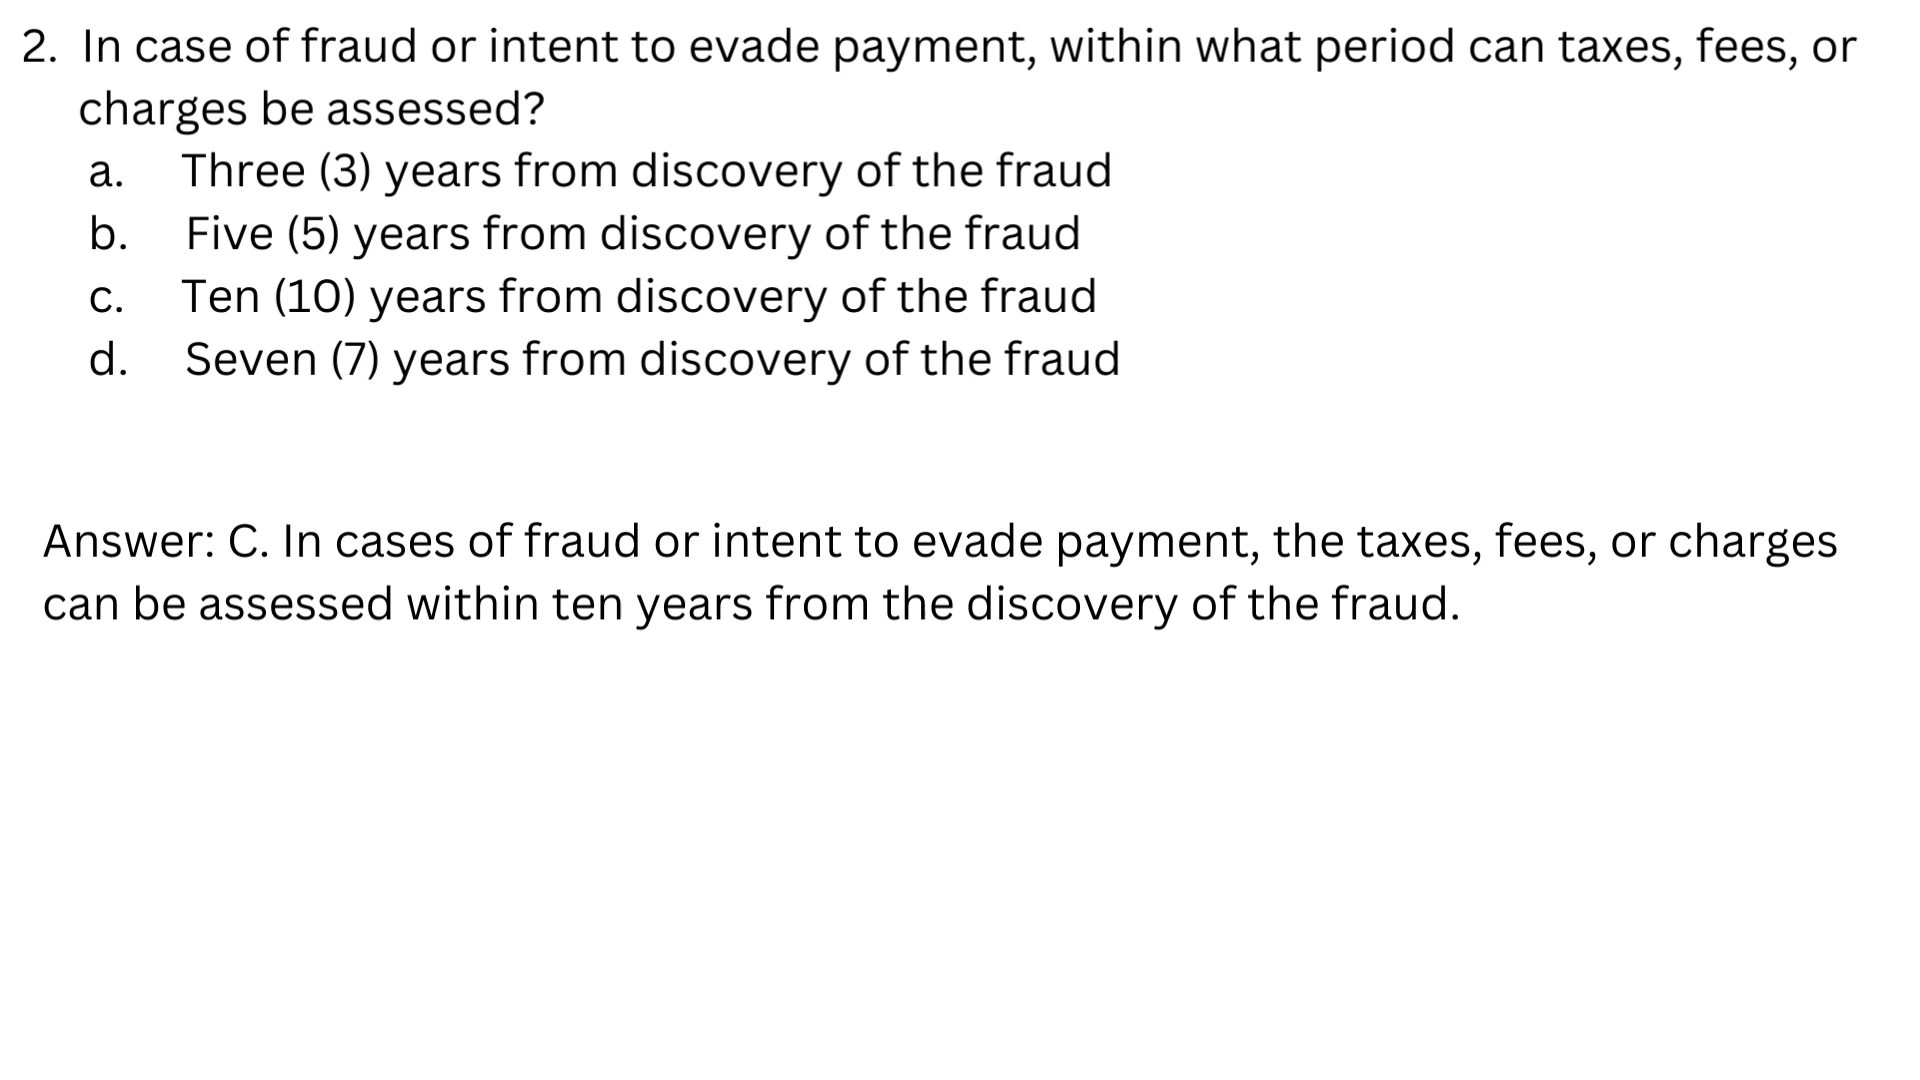 2. In case of fraud or intent to evade payment, within what period can taxes, fees, or
charges be assessed?
a. Three (3) years from discovery of the fraud
b. Five (5) years from discovery of the fraud
c. Ten (10) years from discovery of the fraud
d. Seven (7) years from discovery of the fraud
Answer: C. In cases of fraud or intent to evade payment, the taxes, fees, or charges
can be assessed within ten years from the discovery of the fraud.